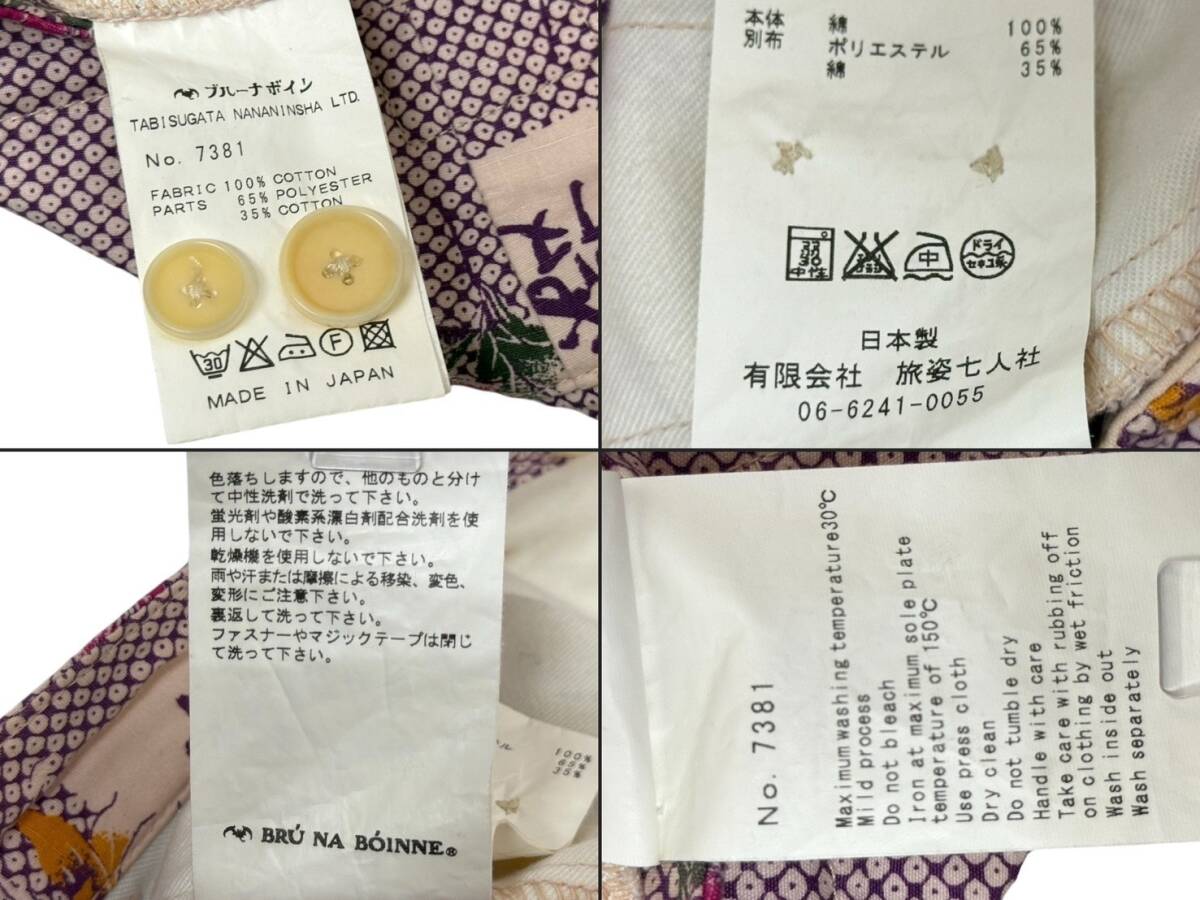 ブルーナボイン
TABISUGATA NANANINSHA LTD.
No. 7381
FABRIC 100% COTTON
PARTS 65% POLYESTER
35% COTTON
30
F
MADE IN JAPAN
本体 綿 100%
別布 ポリエステル 65%
綿 35%
30 中性
中
ドライ
セキユ系
日本製
有限会社 旅姿七人社
06-6241-0055
色落ちしますので、他のものと分け
て中性洗剤で洗って下さい。
蛍光剤や酸素系漂白剤配合洗剤を使
用しないで下さい。
乾燥機を使用しないで下さい。
雨や汗または摩擦による移染、変色、
変形にご注意下さい。
裏返して洗って下さい。
ファスナーやマジックテープは閉じ
て洗って下さい。
BRÚ NA BÓINNE®
ル 100%
65%
35%
No. 7381
Maximum washing temperature30℃
Mild process
Do not bleach
Iron at maximum sole plate
temperature of 150℃
Use press cloth
Dry clean
Do not tumble dry
Handle with care
Take care with rubbing off
on clothing by wet friction
Wash inside out
Wash separately